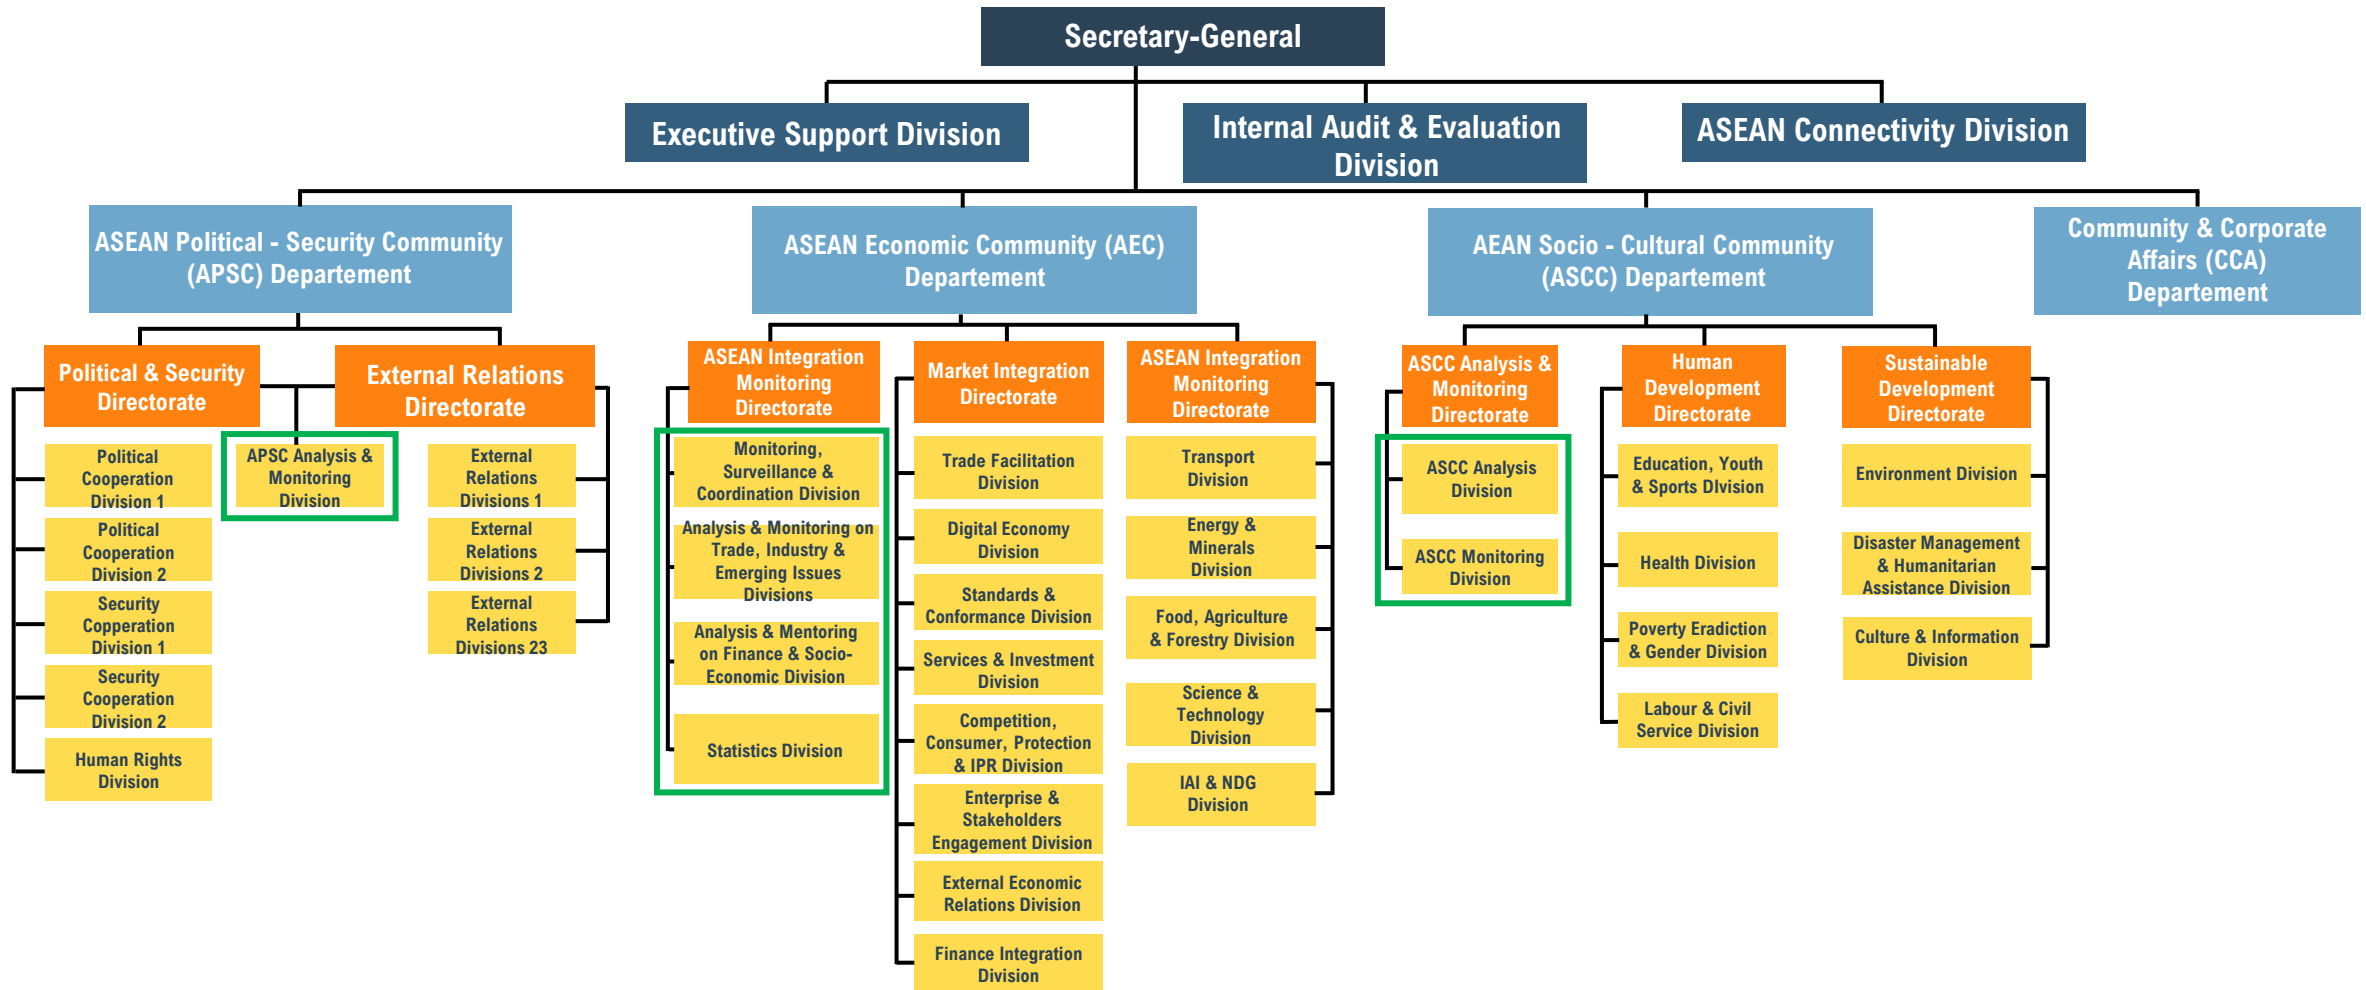 Secretary-General
Executive Support Division
Internal Audit & Evaluation
Division
ASEAN Connectivity Division
ASEAN Political - Security Community
(APSC) Departement
ASEAN Economic Community (AEC)
Departement
AEAN Socio - Cultural Community
(ASCC) Departement
Community & Corporate
Affairs (CCA)
Departement
Political & Security
Directorate
External Relations
Directorate
ASEAN Integration
Monitoring
Directorate
Market Integration
Directorate
ASEAN Integration
Monitoring
Directorate
ASCC Analysis &
Monitoring
Directorate
Human
Development
Directorate
Sustainable
Development
Directorate
Political
Cooperation
Division 1
Political
Cooperation
Division 2
Security
Copperation
Division 1
Security
Cooperation
Division 2
Human Rights
Division
APSC Analysis &
Monitoring
Division
External
Relations
Divisions 1
External
Relations
Divisions 2
External
Relations
Divisions 23
Monitoring,
Surveillance &
Coordination Division
Analysis & Monitoring on
Trade, Industry &
Emerging Issues
Divisions
Analysis & Mentoring
on Finance & Socio-
Economic Division
Statistics Division
Trade Facilitation
Division
Digital Economy
Division
Standards &
Conformance Division
Services & Investment
Division
Competition,
Consumer, Protection
& IPR Division
Enterprise &
Stakeholders
Engagement Division
External Economic
Relations Division
Finance Integration
Division
Transport
Division
Energy &
Minerals
Division
Food, Agriculture
& Forestry Division
Science &
Technology
Division
IAI & NDG
Division
ASCC Analysis
Division
ASCC Monitoring
Division
Education, Youth
& Sports DIvision
Health Division
Poverty Eradiction
& Gender Division
Labour & Civil
Service Division
Environment Division
Disaster Management
& Humanitarian
Assistance Division
Culture & Information
Division